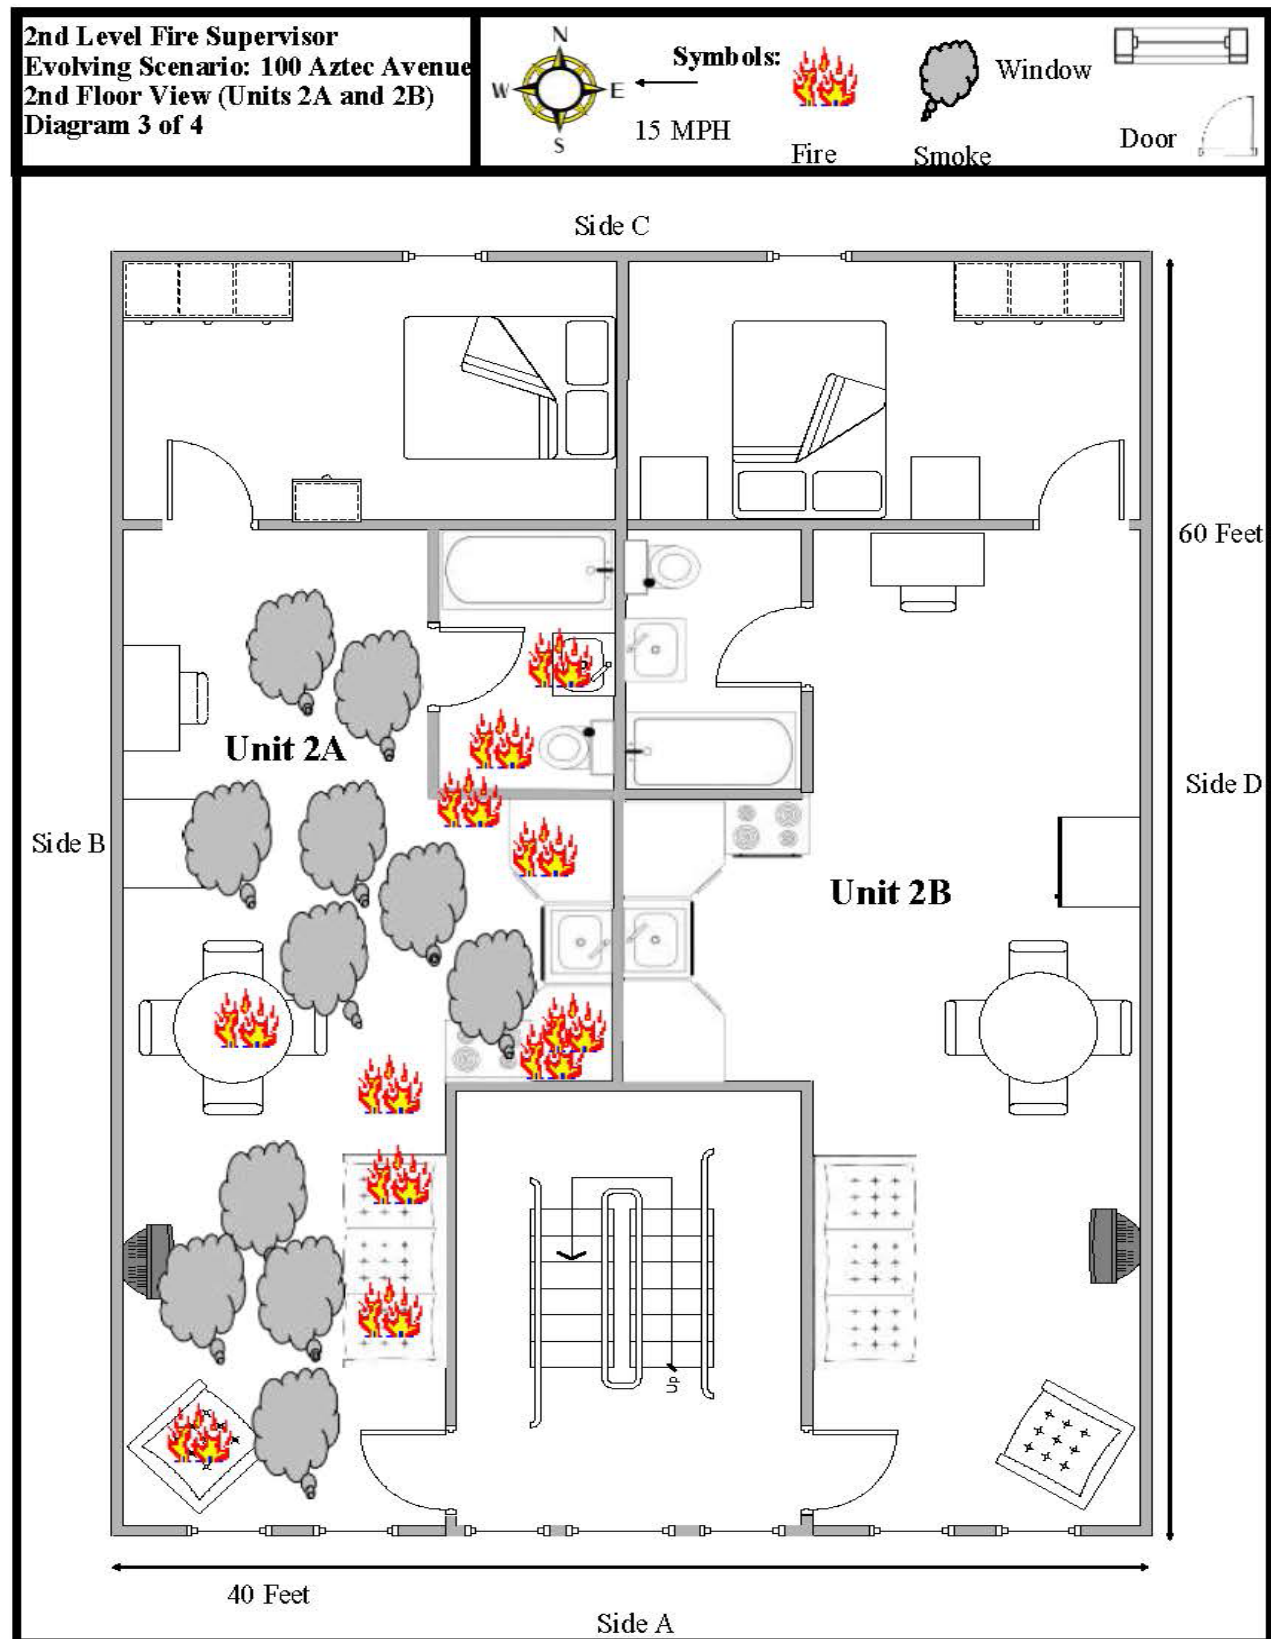 2nd Level Fire Supervisor
Evolving Scenario: 100 Aztec Avenue
2nd Floor View (Units 2A and 2B)
Diagram 3 of 4
N
W
E
S
15 MPH
Symbols:
Fire
Smoke
Window
Door
Side C
60 Feet
Unit 2A
Side D
Side B
Unit 2B
Up
40 Feet
Side A